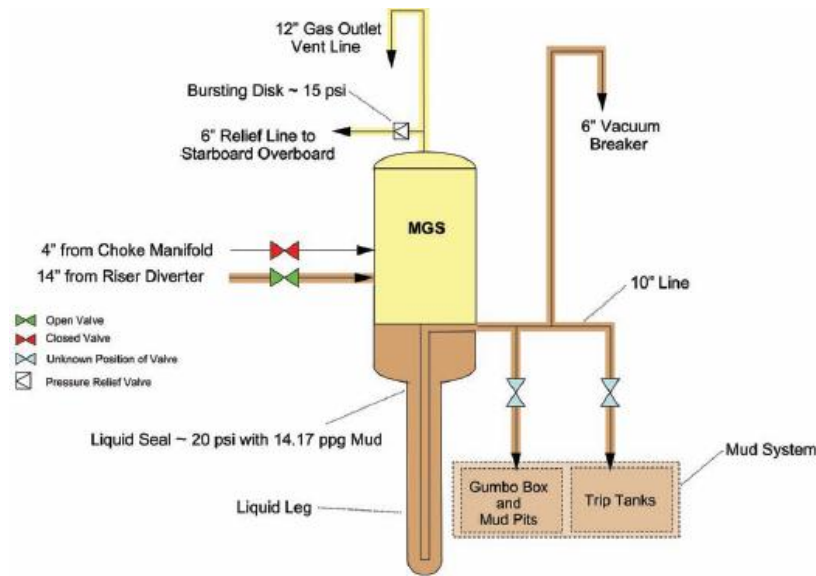 12" Gas Outlet
Vent Line
Bursting Disk ~ 15 psi
6" Relief Line to
Starboard Overboard
6" Vacuum
Breaker
MGS
4" from Choke Manifold
14" from Riser Diverter
10" Line
Open Valve
Closed Valve
Unknown Position of Valve
Pressure Relief Valve
Liquid Seal ~ 20 psi with 14.17 ppg Mud
Mud System
Gumbo Box
and
Mud Pits
Trip Tanks
Liquid Leg